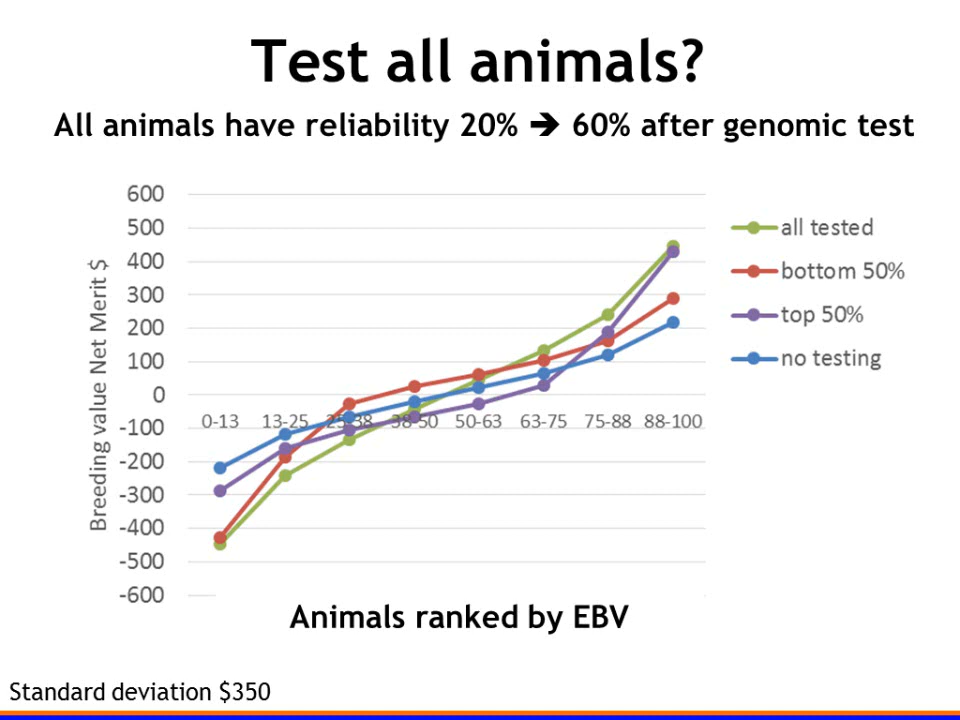 Test all animals?
All animals have reliability 20% 🡺 60% after genomic test
600
500
400
300
200
100
0
-100
-200
-300
-400
-500
-600
Breeding value Net Merit $
0-13 13-25 25-38 38-50 50-63 63-75 75-88 88-100
all tested
bottom 50%
top 50%
no testing
Animals ranked by EBV
Standard deviation $350